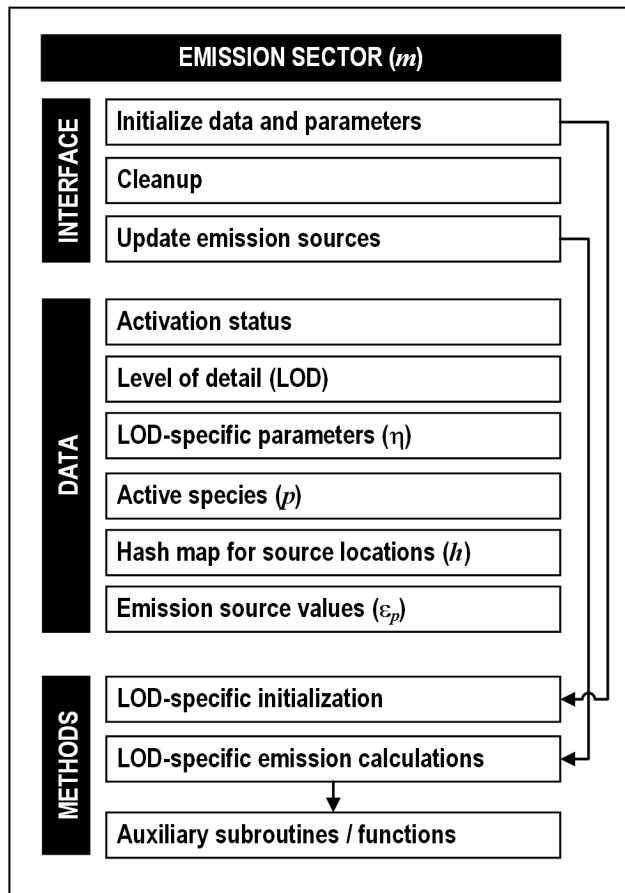 EMISSION SECTOR (m)
INTERFACE
Initialize data and parameters
Cleanup
Update emission sources
DATA
Activation status
Level of detail (LOD)
LOD-specific parameters (η)
Active species (p)
Hash map for source locations (h)
Emission source values (εp)
METHODS
LOD-specific initialization
LOD-specific emission calculations
Auxiliary subroutines / functions